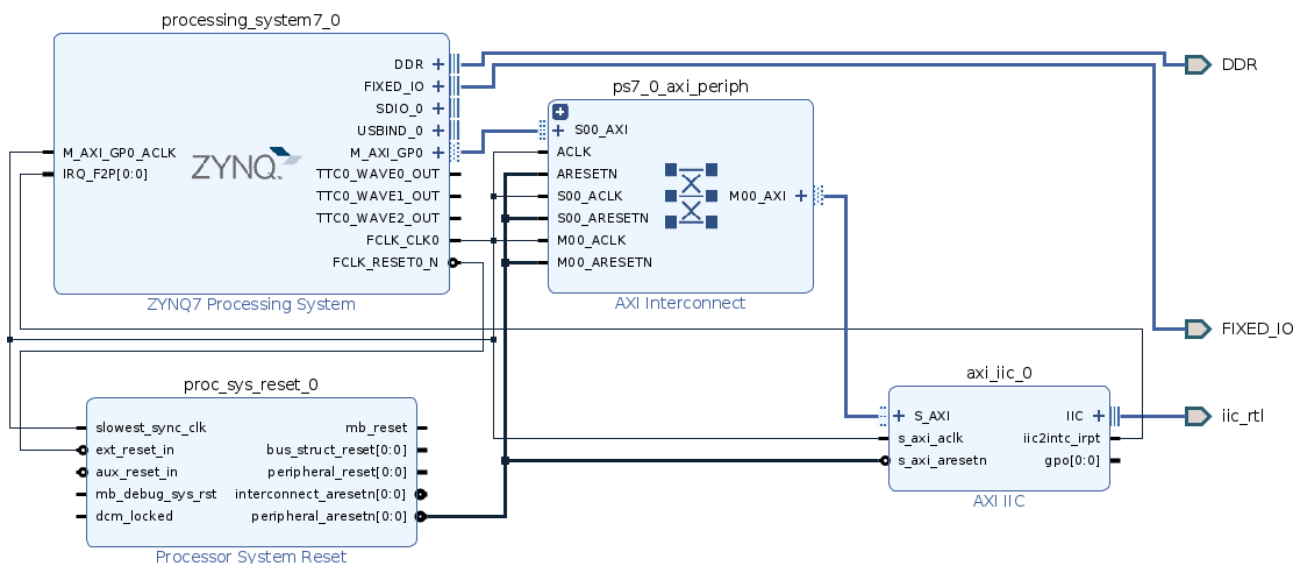 processing_system7_0
DDR
FIXED_IO
SDIO_0
USBIND_0
M_AXI_GP0_ACLK
M_AXI_GP0
IRQ_F2P[0:0]
ZYNQ
TTC0_WAVE0_OUT
TTC0_WAVE1_OUT
TTC0_WAVE2_OUT
FCLK_CLK0
FCLK_RESET0_N
ZYNQ7 Processing System
ps7_0_axi_periph
S00_AXI
ACLK
ARESETN
S00_ACLK
M00_AXI
S00_ARESETN
M00_ACLK
M00_ARESETN
AXI Interconnect
DDR
FIXED_IO
proc_sys_reset_0
slowest_sync_clk
mb_reset
ext_reset_in
bus_struct_reset[0:0]
aux_reset_in
peripheral_reset[0:0]
mb_debug_sys_rst
interconnect_aresetn[0:0]
dcm_locked
peripheral_aresetn[0:0]
Processor System Reset
axi_iic_0
S_AXI
IIC
s_axi_aclk
iic2intc_irpt
s_axi_aresetn
gpo[0:0]
AXI IIC
iic_rtl